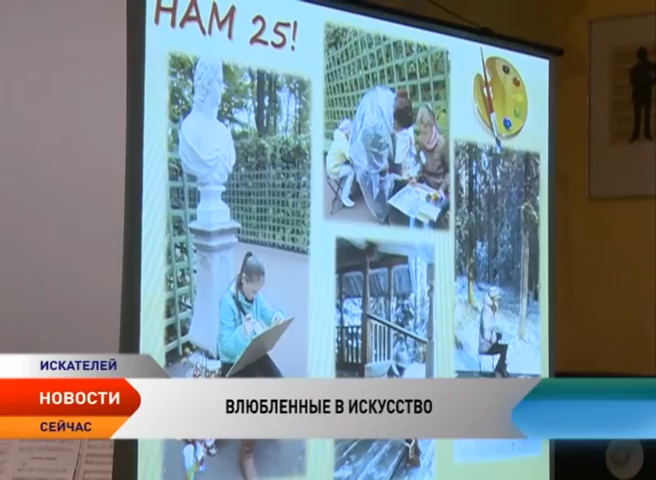 НАМ 25!
ИСКАТЕЛЕЙ
НОВОСТИ
СЕЙЧАС
ВЛЮБЛЕННЫЕ В ИСКУССТВО